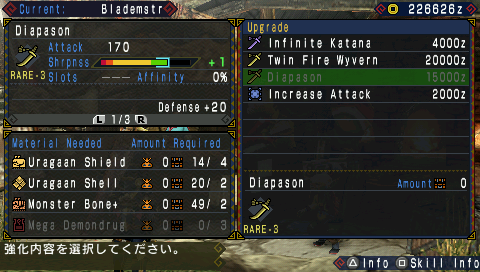 Current: Blademstr
226626z
Diapason
Attack 170
Shrpnss +1
RARE-3 Slots --- Affinity 0%
Defense+20
L 1/3 R
Material Needed Amount Required
Uragaan Shield 0 14/ 4
Uragaan Shell 0 20/ 2
Monster Bone+ 0 49/ 2
Mega Demondrug 0 0/ 3
Upgrade
Infinite Katana 4000z
Twin Fire Wyvern 20000z
Diapason 15000z
Increase Attack 2000z
Diapason Amount 0
RARE-3
強化内容を選択してください。
△ Info □ Skill Info